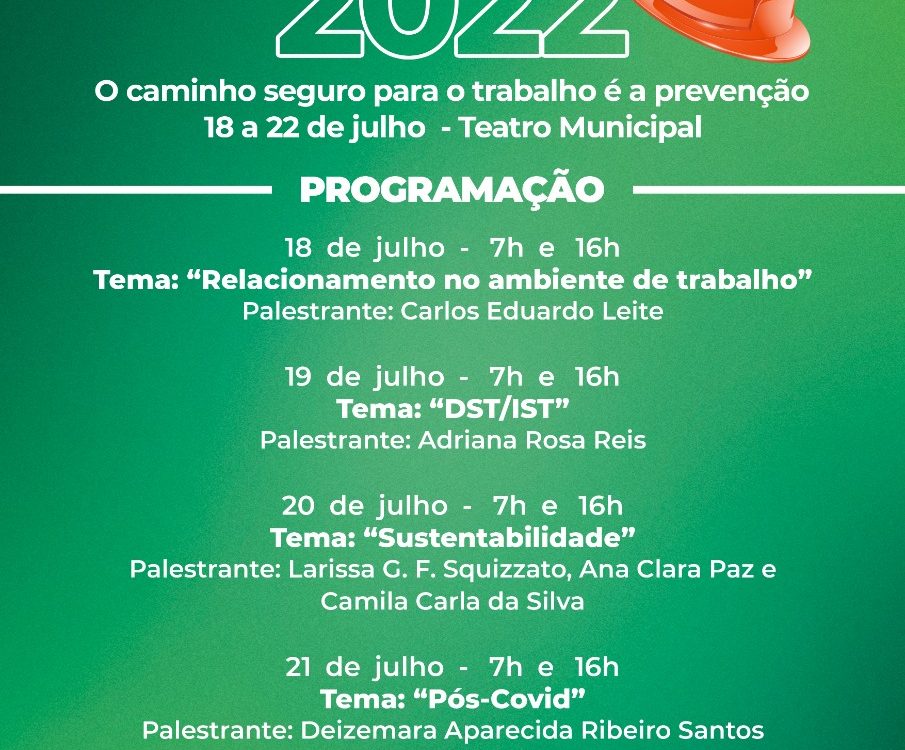 2022
O caminho seguro para o trabalho é a prevenção
18 a 22 de julho - Teatro Municipal
PROGRAMAÇÃO
18 de julho - 7h e 16h
Tema: “Relacionamento no ambiente de trabalho”
Palestrante: Carlos Eduardo Leite
19 de julho - 7h e 16h
Tema: “DST/IST”
Palestrante: Adriana Rosa Reis
20 de julho - 7h e 16h
Tema: “Sustentabilidade”
Palestrante: Larissa G. F. Squizzato, Ana Clara Paz e
Camila Carla da Silva
21 de julho - 7h e 16h
Tema: “Pós-Covid”
Palestrante: Deizemara Aparecida Ribeiro Santos